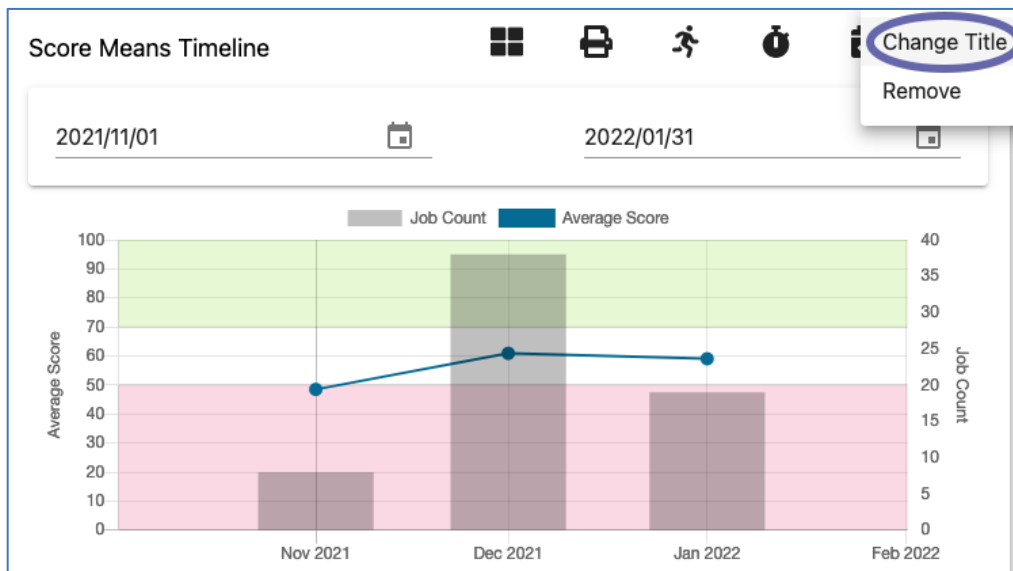 Score Means Timeline
Change Title
Remove
2021/11/01 2022/01/31
Job Count Average Score
100 40
90 35
80 30
70 25
60 20
50 15
40 10
30 5
20 0
10
0
Average Score
Job Count
Nov 2021 Dec 2021 Jan 2022 Feb 2022